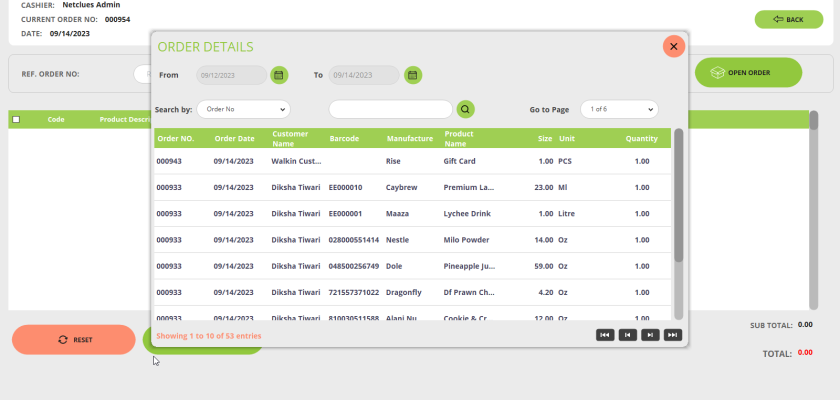 CASHIER: Netclues Admin
CURRENT ORDER NO: 000954
DATE: 09/14/2023
BACK
REF. ORDER NO:
OPEN ORDER
Code Product Descri
ORDER DETAILS
From 09/12/2023 To 09/14/2023
Search by: Order No Go to Page 1 of 6
Order NO. Order Date Customer Name Barcode Manufacture Product Name Size Unit Quantity
000943 09/14/2023 Walkin Cust... Rise Gift Card 1.00 PCS 1.00
000933 09/14/2023 Diksha Tiwari EE000010 Caybrew Premium La... 23.00 Ml 1.00
000933 09/14/2023 Diksha Tiwari EE000001 Maaza Lychee Drink 1.00 Litre 1.00
000933 09/14/2023 Diksha Tiwari 028000551414 Nestle Milo Powder 14.00 Oz 1.00
000933 09/14/2023 Diksha Tiwari 048500256749 Dole Pineapple Ju... 59.00 Oz 1.00
000933 09/14/2023 Diksha Tiwari 721557371022 Dragonfly Df Prawn Ch... 4.20 Oz 1.00
000933 09/14/2023 Diksha Tiwari 810030511588 Alani Nu Cookie & Cr... 12.00 Oz 1.00
Showing 1 to 10 of 53 entries
RESET
SUB TOTAL: 0.00
TOTAL: 0.00